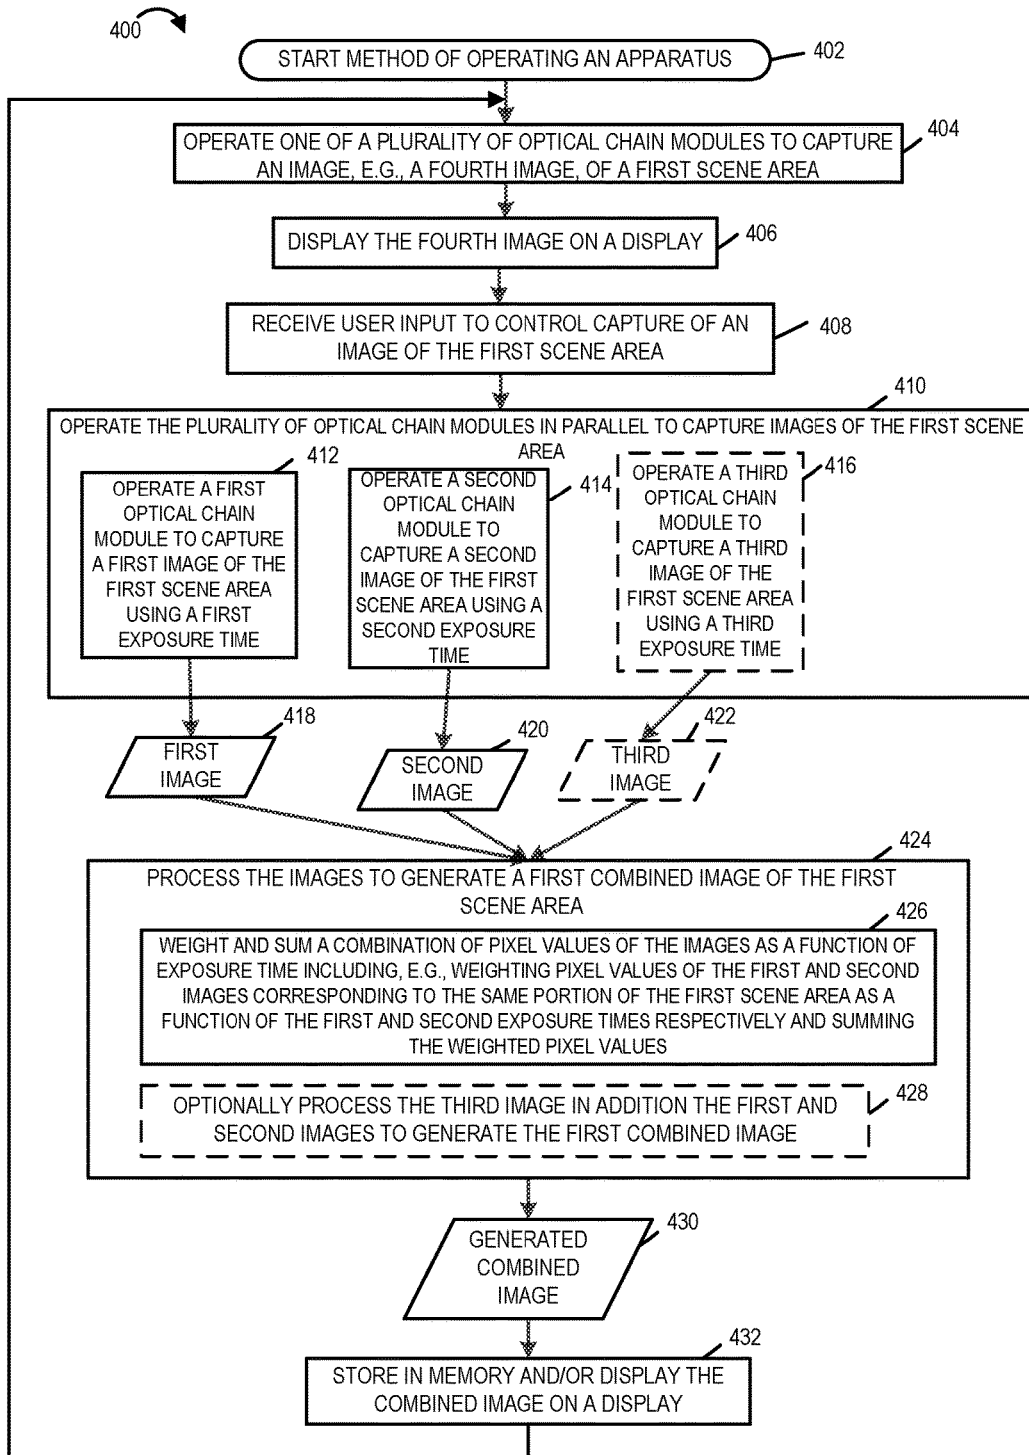 400
START METHOD OF OPERATING AN APPARATUS
402
OPERATE ONE OF A PLURALITY OF OPTICAL CHAIN MODULES TO CAPTURE
AN IMAGE, E.G., A FOURTH IMAGE, OF A FIRST SCENE AREA
404
DISPLAY THE FOURTH IMAGE ON A DISPLAY
406
RECEIVE USER INPUT TO CONTROL CAPTURE OF AN
IMAGE OF THE FIRST SCENE AREA
408
410
OPERATE THE PLURALITY OF OPTICAL CHAIN MODULES IN PARALLEL TO CAPTURE IMAGES OF THE FIRST SCENE
AREA
412
OPERATE A FIRST
OPTICAL CHAIN
MODULE TO CAPTURE
A FIRST IMAGE OF THE
FIRST SCENE AREA
USING A FIRST
EXPOSURE TIME
414
OPERATE A SECOND
OPTICAL CHAIN
MODULE TO
CAPTURE A SECOND
IMAGE OF THE FIRST
SCENE AREA USING A
SECOND EXPOSURE
TIME
416
OPERATE A THIRD
OPTICAL CHAIN
MODULE TO
CAPTURE A THIRD
IMAGE OF THE
FIRST SCENE AREA
USING A THIRD
EXPOSURE TIME
418
FIRST
IMAGE
420
SECOND
IMAGE
422
THIRD
IMAGE
424
PROCESS THE IMAGES TO GENERATE A FIRST COMBINED IMAGE OF THE FIRST
SCENE AREA
426
WEIGHT AND SUM A COMBINATION OF PIXEL VALUES OF THE IMAGES AS A FUNCTION OF
EXPOSURE TIME INCLUDING, E.G., WEIGHTING PIXEL VALUES OF THE FIRST AND SECOND
IMAGES CORRESPONDING TO THE SAME PORTION OF THE FIRST SCENE AREA AS A
FUNCTION OF THE FIRST AND SECOND EXPOSURE TIMES RESPECTIVELY AND SUMMING
THE WEIGHTED PIXEL VALUES
428
OPTIONALLY PROCESS THE THIRD IMAGE IN ADDITION THE FIRST AND
SECOND IMAGES TO GENERATE THE FIRST COMBINED IMAGE
430
GENERATED
COMBINED
IMAGE
432
STORE IN MEMORY AND/OR DISPLAY THE
COMBINED IMAGE ON A DISPLAY